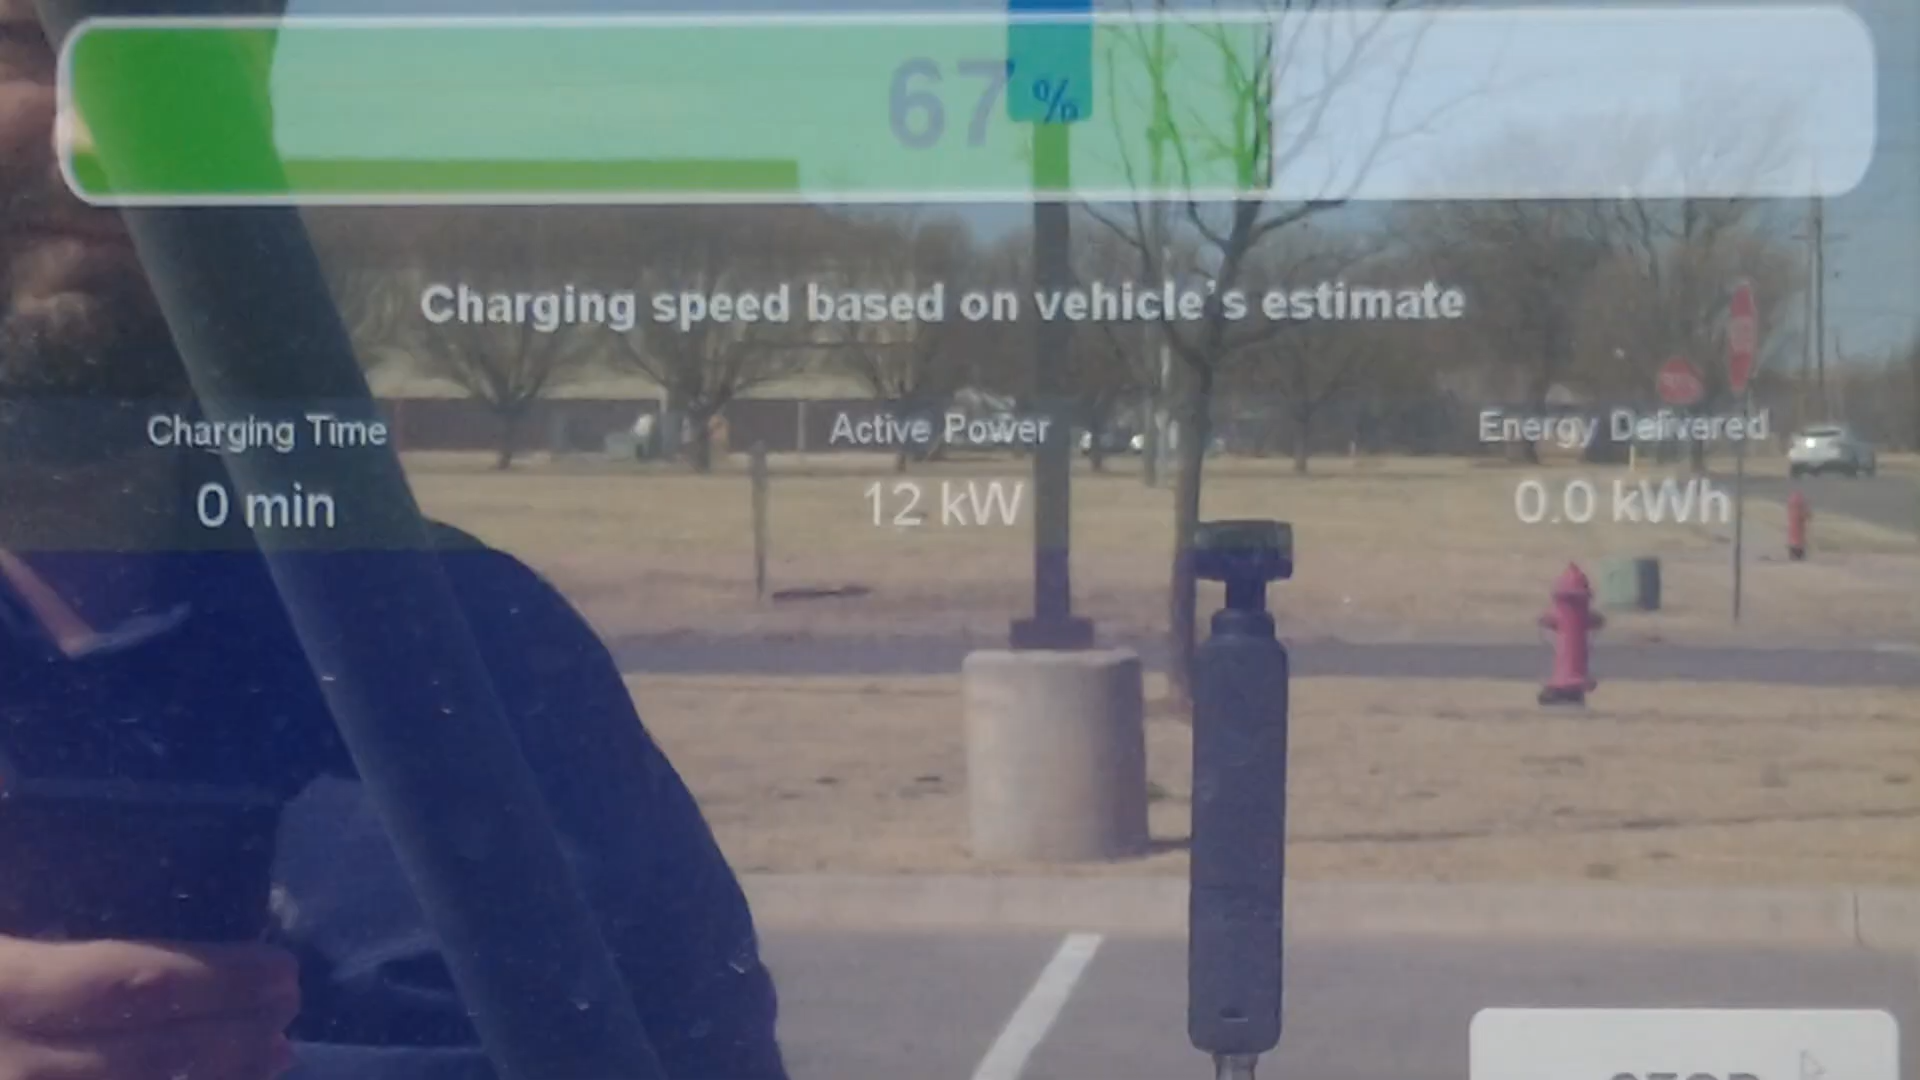 67 %
Charging speed based on vehicle's estimate
Charging Time
Active Power
Energy Delivered
0 min
12 kW
0.0 kWh
STOP